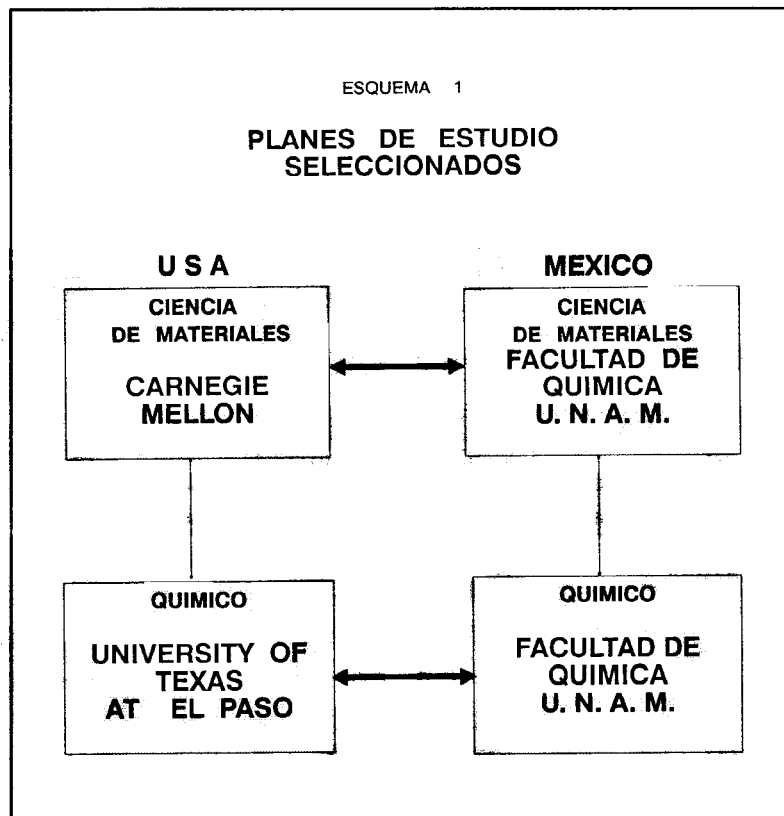 ESQUEMA 1
PLANES DE ESTUDIO
SELECCIONADOS
U S A
MEXICO
CIENCIA
DE MATERIALES
CARNEGIE
MELLON
CIENCIA
DE MATERIALES
FACULTAD DE
QUIMICA
U. N. A. M.
QUIMICO
UNIVERSITY OF
TEXAS
AT EL PASO
QUIMICO
FACULTAD DE
QUIMICA
U. N. A. M.